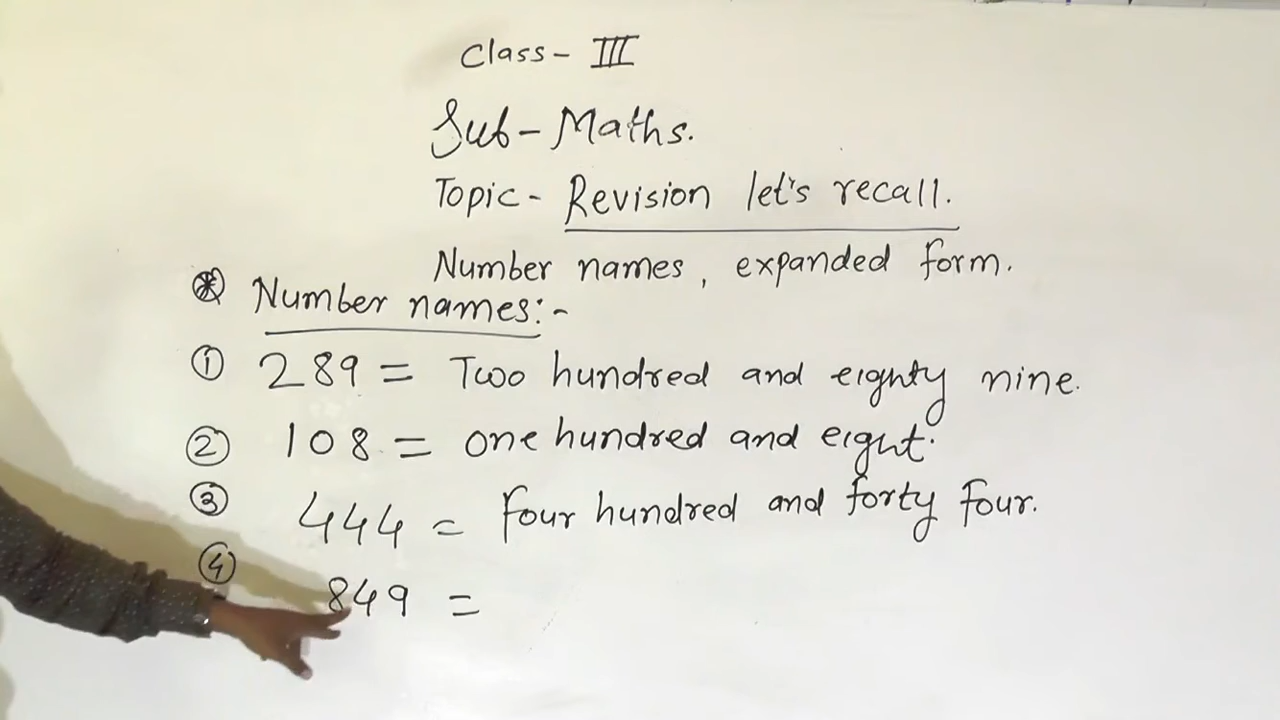 Class- III
Sub- Maths.
Topic- Revision let's recall.
Number names, expanded form.
* Number names:-
① 289 = Two hundred and eighty nine.
② 108 = one hundred and eight.
③ 444 = four hundred and forty four.
④ 849 =